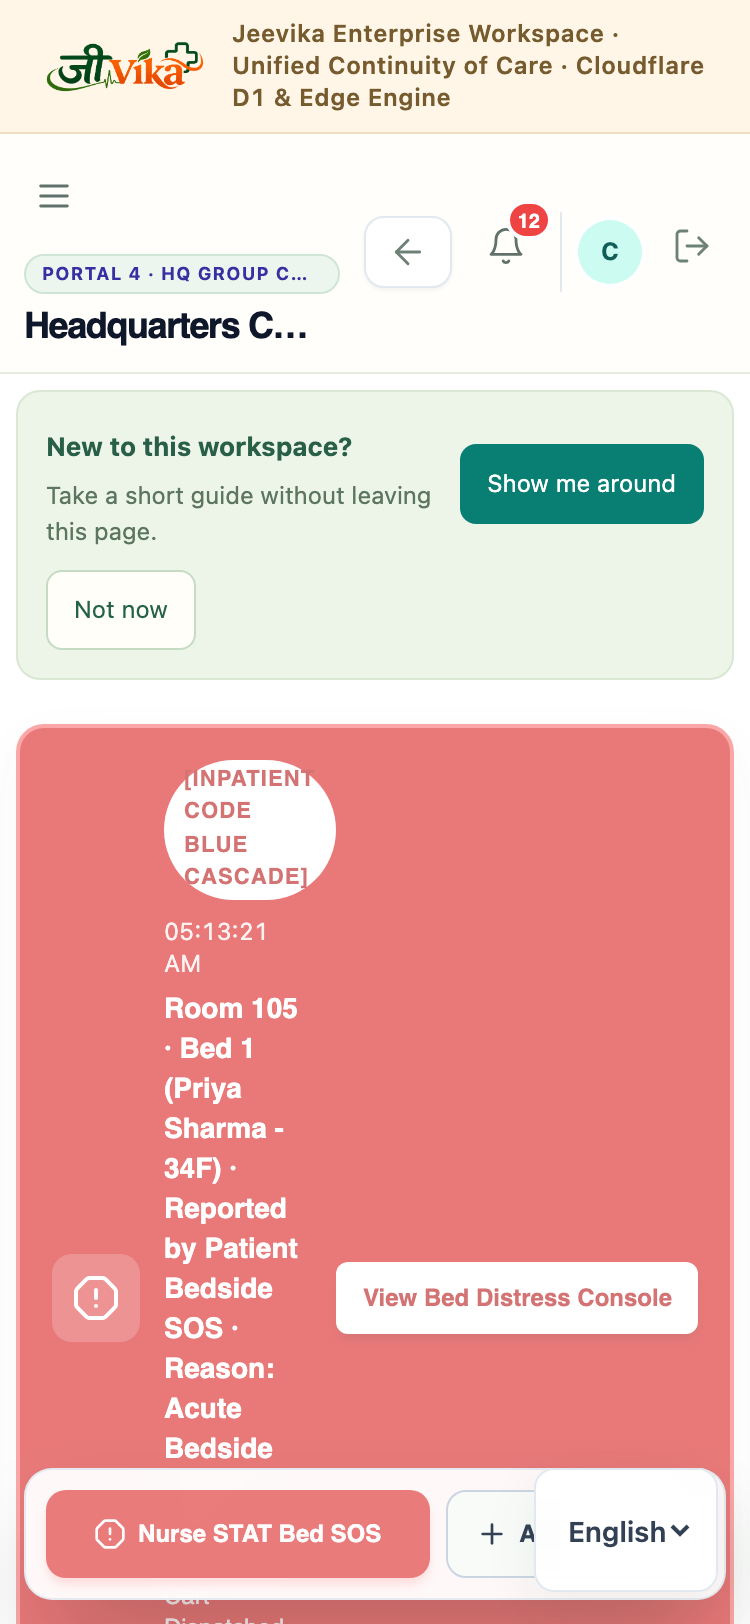 जीVika
Jeevika Enterprise Workspace ·
Unified Continuity of Care · Cloudflare
D1 & Edge Engine
12
C
PORTAL 4 · HQ GROUP C...
Headquarters C...
New to this workspace?
Take a short guide without leaving
this page.
Show me around
Not now
[INPATIENT
CODE
BLUE
CASCADE]
05:13:21
AM
Room 105
· Bed 1
(Priya
Sharma -
34F) ·
Reported
by Patient
Bedside
SOS ·
Reason:
Acute
Bedside
View Bed Distress Console
Nurse STAT Bed SOS
+ A
English